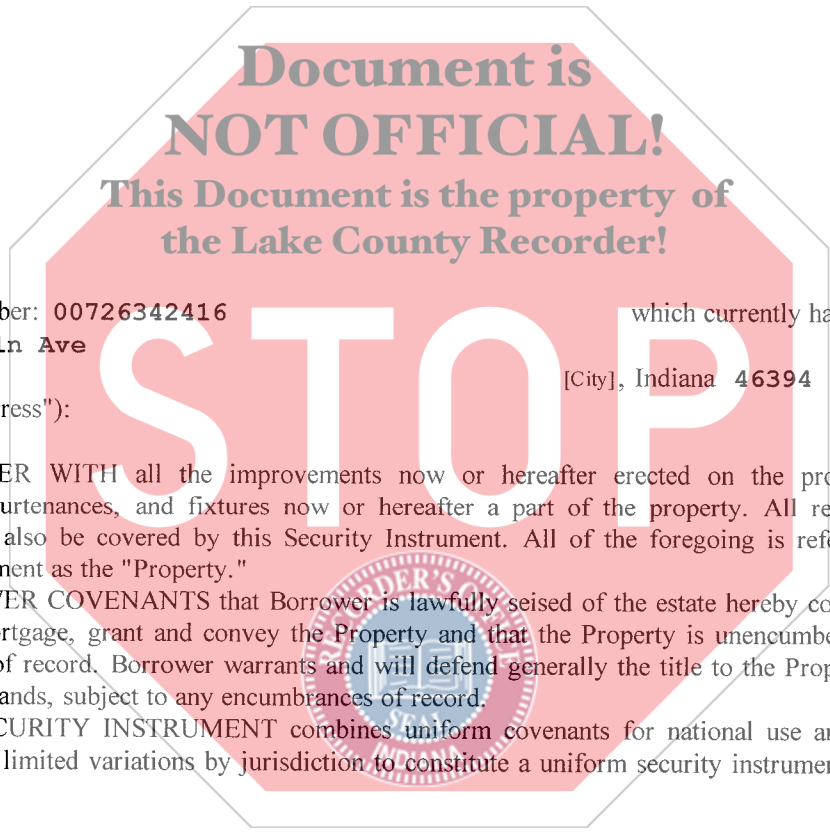 Document is
NOT OFFICIAL!
This Document is the property of
the Lake County Recorder!
STOP
ber: 00726342416 which currently ha
ln Ave
[City], Indiana 46394
ress"):
ER WITH all the improvements now or hereafter erected on the pro
urtenances, and fixtures now or hereafter a part of the property. All re
also be covered by this Security Instrument. All of the foregoing is refe
ment as the "Property."
VER COVENANTS that Borrower is lawfully seised of the estate hereby co
rtgage, grant and convey the Property and that the Property is unencumbe
of record. Borrower warrants and will defend generally the title to the Prop
ands, subject to any encumbrances of record.
CURITY INSTRUMENT combines uniform covenants for national use an
limited variations by jurisdiction to constitute a uniform security instrumen
SEAL
INDIANA